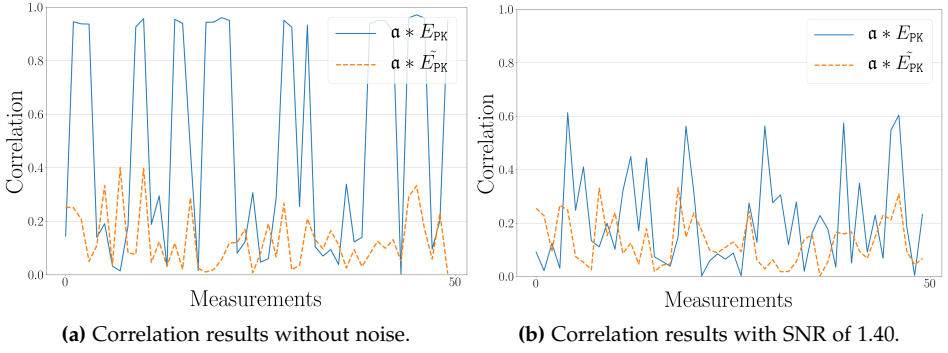 1.0
0.8
0.6
0.4
0.2
0.0
Correlation
𝔞 ∗ E_PK
𝔞 ∗ Ẽ_PK
0
50
Measurements
(a) Correlation results without noise.
1.0
0.8
0.6
0.4
0.2
0.0
Correlation
𝔞 ∗ E_PK
𝔞 ∗ Ẽ_PK
0
50
Measurements
(b) Correlation results with SNR of 1.40.